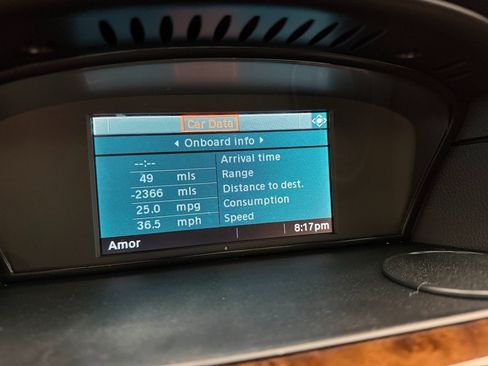 Car Data
◂ Onboard info ▸
--:-- Arrival time
49 mls Range
-2366 mls Distance to dest.
25.0 mpg Consumption
36.5 mph Speed
Amor 8:17pm